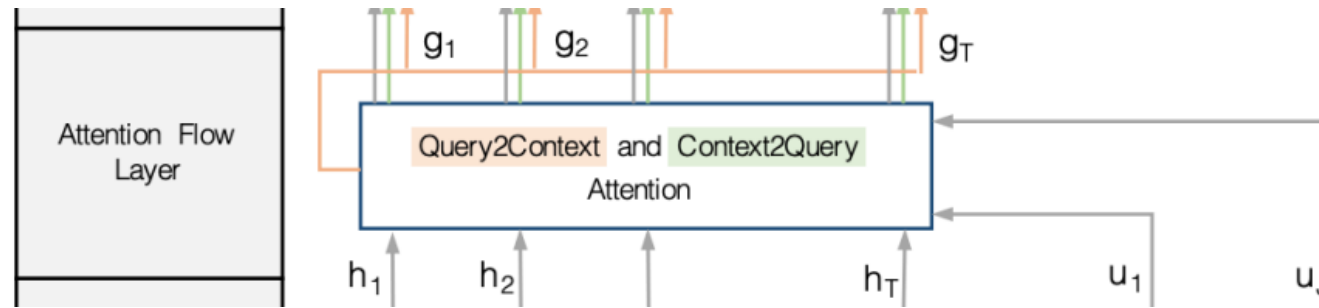 g1 g2 gT
Attention Flow
Layer
Query2Context and Context2Query
Attention
h1 h2 hT u1